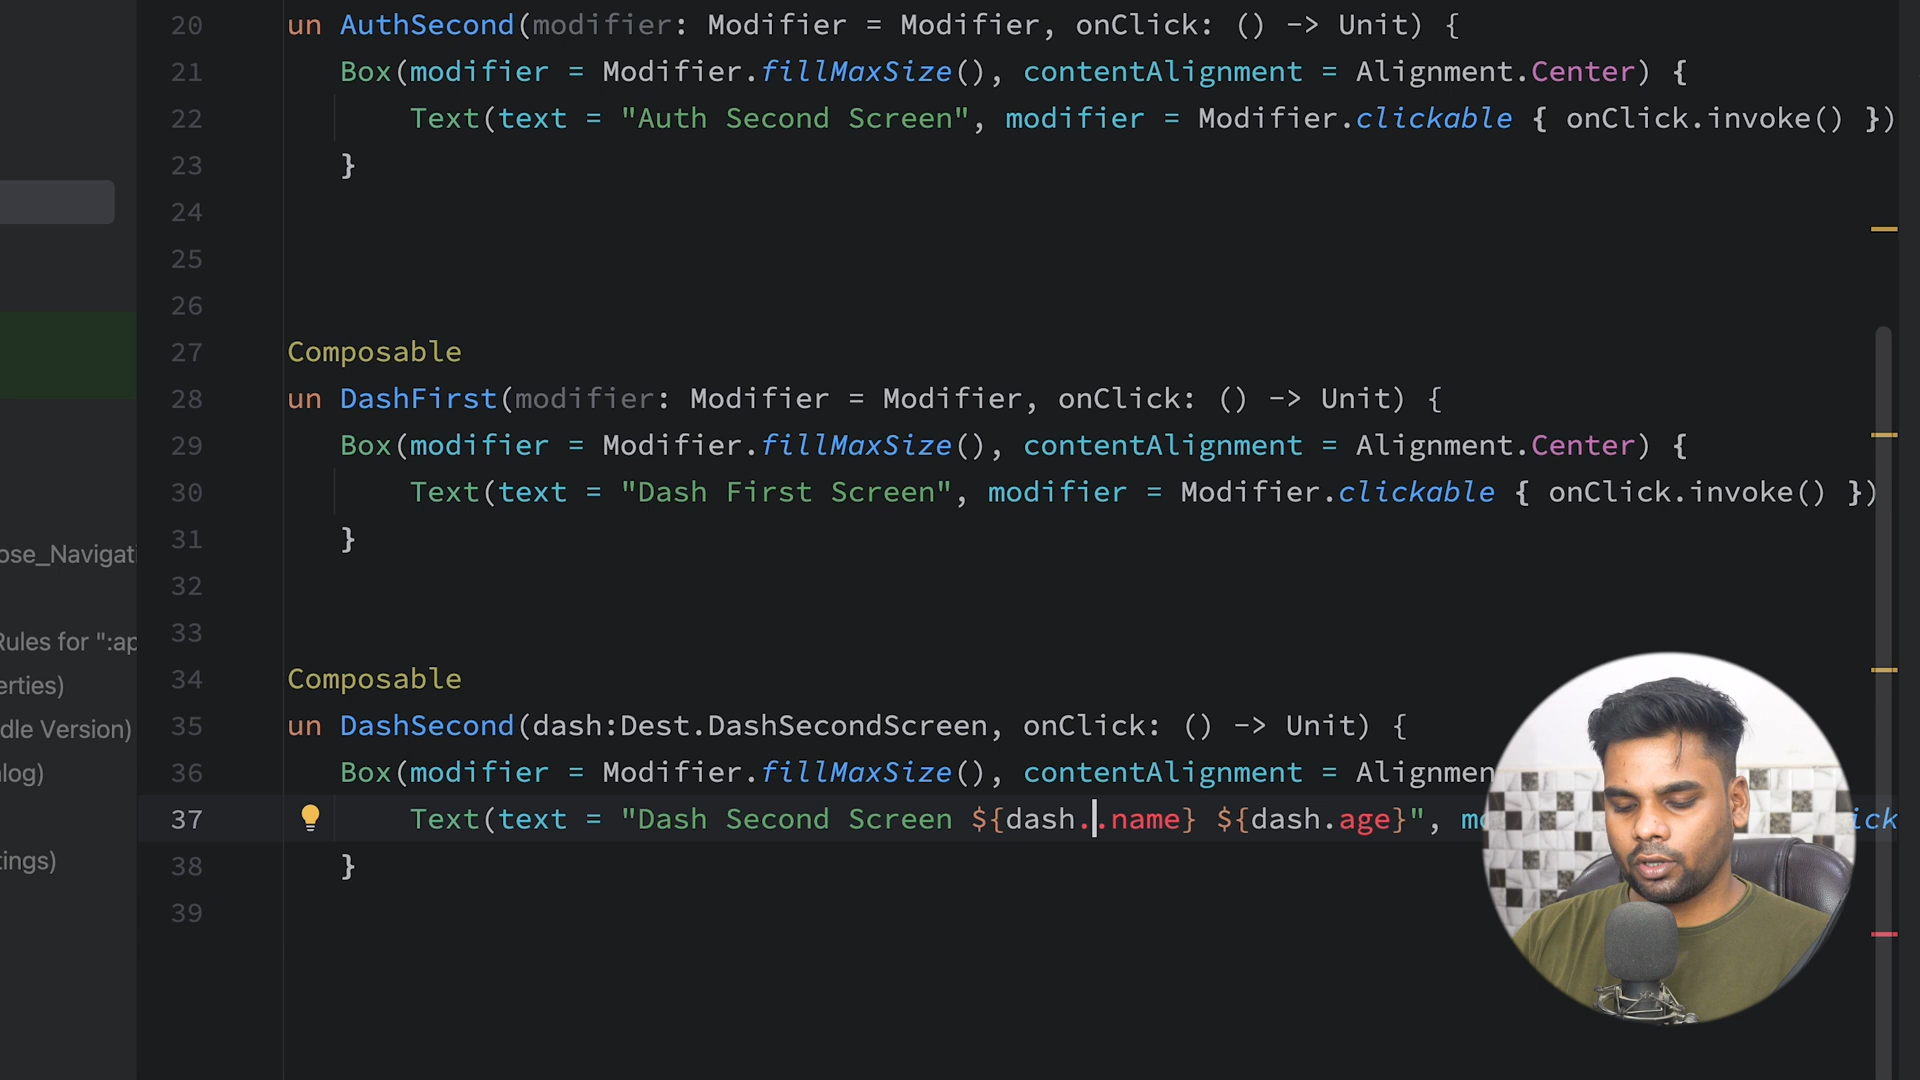 20 un AuthSecond(modifier: Modifier = Modifier, onClick: () -> Unit) {
21 Box(modifier = Modifier.fillMaxSize(), contentAlignment = Alignment.Center) {
22 Text(text = "Auth Second Screen", modifier = Modifier.clickable { onClick.invoke() })
23 }
24
25
26
27 Composable
28 un DashFirst(modifier: Modifier = Modifier, onClick: () -> Unit) {
29 Box(modifier = Modifier.fillMaxSize(), contentAlignment = Alignment.Center) {
30 Text(text = "Dash First Screen", modifier = Modifier.clickable { onClick.invoke() })
31 }
ose_Navigati
32
33
Rules for ":ap
34 Composable
erties)
35 un DashSecond(dash:Dest.DashSecondScreen, onClick: () -> Unit) {
dle Version)
36 Box(modifier = Modifier.fillMaxSize(), contentAlignment = Alignmen
log)
37 Text(text = "Dash Second Screen ${dash..name} ${dash.age}", mo ick
38 }
ings)
39